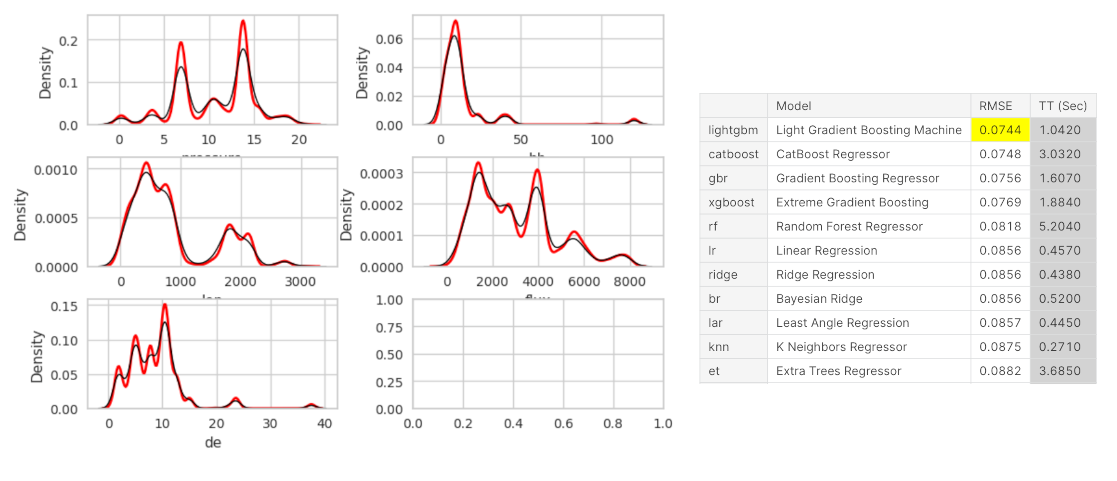 Density
0.2
0.1
0.0
0 5 10 15 20
Density
0.06
0.04
0.02
0.00
0 50 100
Density
0.0010
0.0005
0.0000
0 1000 2000 3000
Density
0.0003
0.0002
0.0001
0.0000
0 2000 4000 6000 8000
Density
0.15
0.10
0.05
0.00
0 10 20 30 40
de
1.00
0.75
0.50
0.25
0.00
0.0 0.2 0.4 0.6 0.8 1.0
Model RMSE TT (Sec)
lightgbm Light Gradient Boosting Machine 0.0744 1.0420
catboost CatBoost Regressor 0.0748 3.0320
gbr Gradient Boosting Regressor 0.0756 1.6070
xgboost Extreme Gradient Boosting 0.0769 1.8840
rf Random Forest Regressor 0.0818 5.2040
lr Linear Regression 0.0856 0.4570
ridge Ridge Regression 0.0856 0.4380
br Bayesian Ridge 0.0856 0.5200
lar Least Angle Regression 0.0857 0.4450
knn K Neighbors Regressor 0.0875 0.2710
et Extra Trees Regressor 0.0882 3.6850